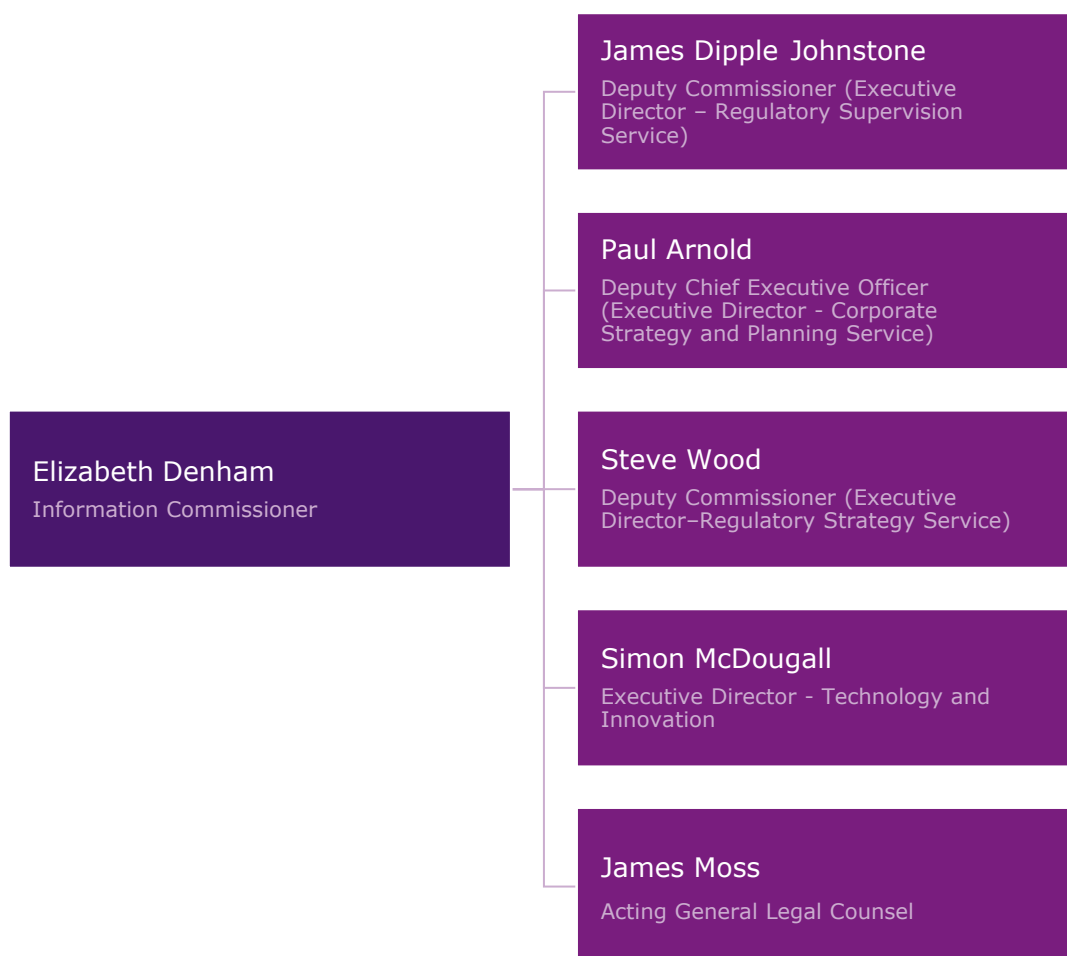 James Dipple Johnstone
Deputy Commissioner (Executive
Director – Regulatory Supervision
Service)
Paul Arnold
Deputy Chief Executive Officer
(Executive Director - Corporate
Strategy and Planning Service)
Elizabeth Denham
Information Commissioner
Steve Wood
Deputy Commissioner (Executive
Director–Regulatory Strategy Service)
Simon McDougall
Executive Director - Technology and
Innovation
James Moss
Acting General Legal Counsel